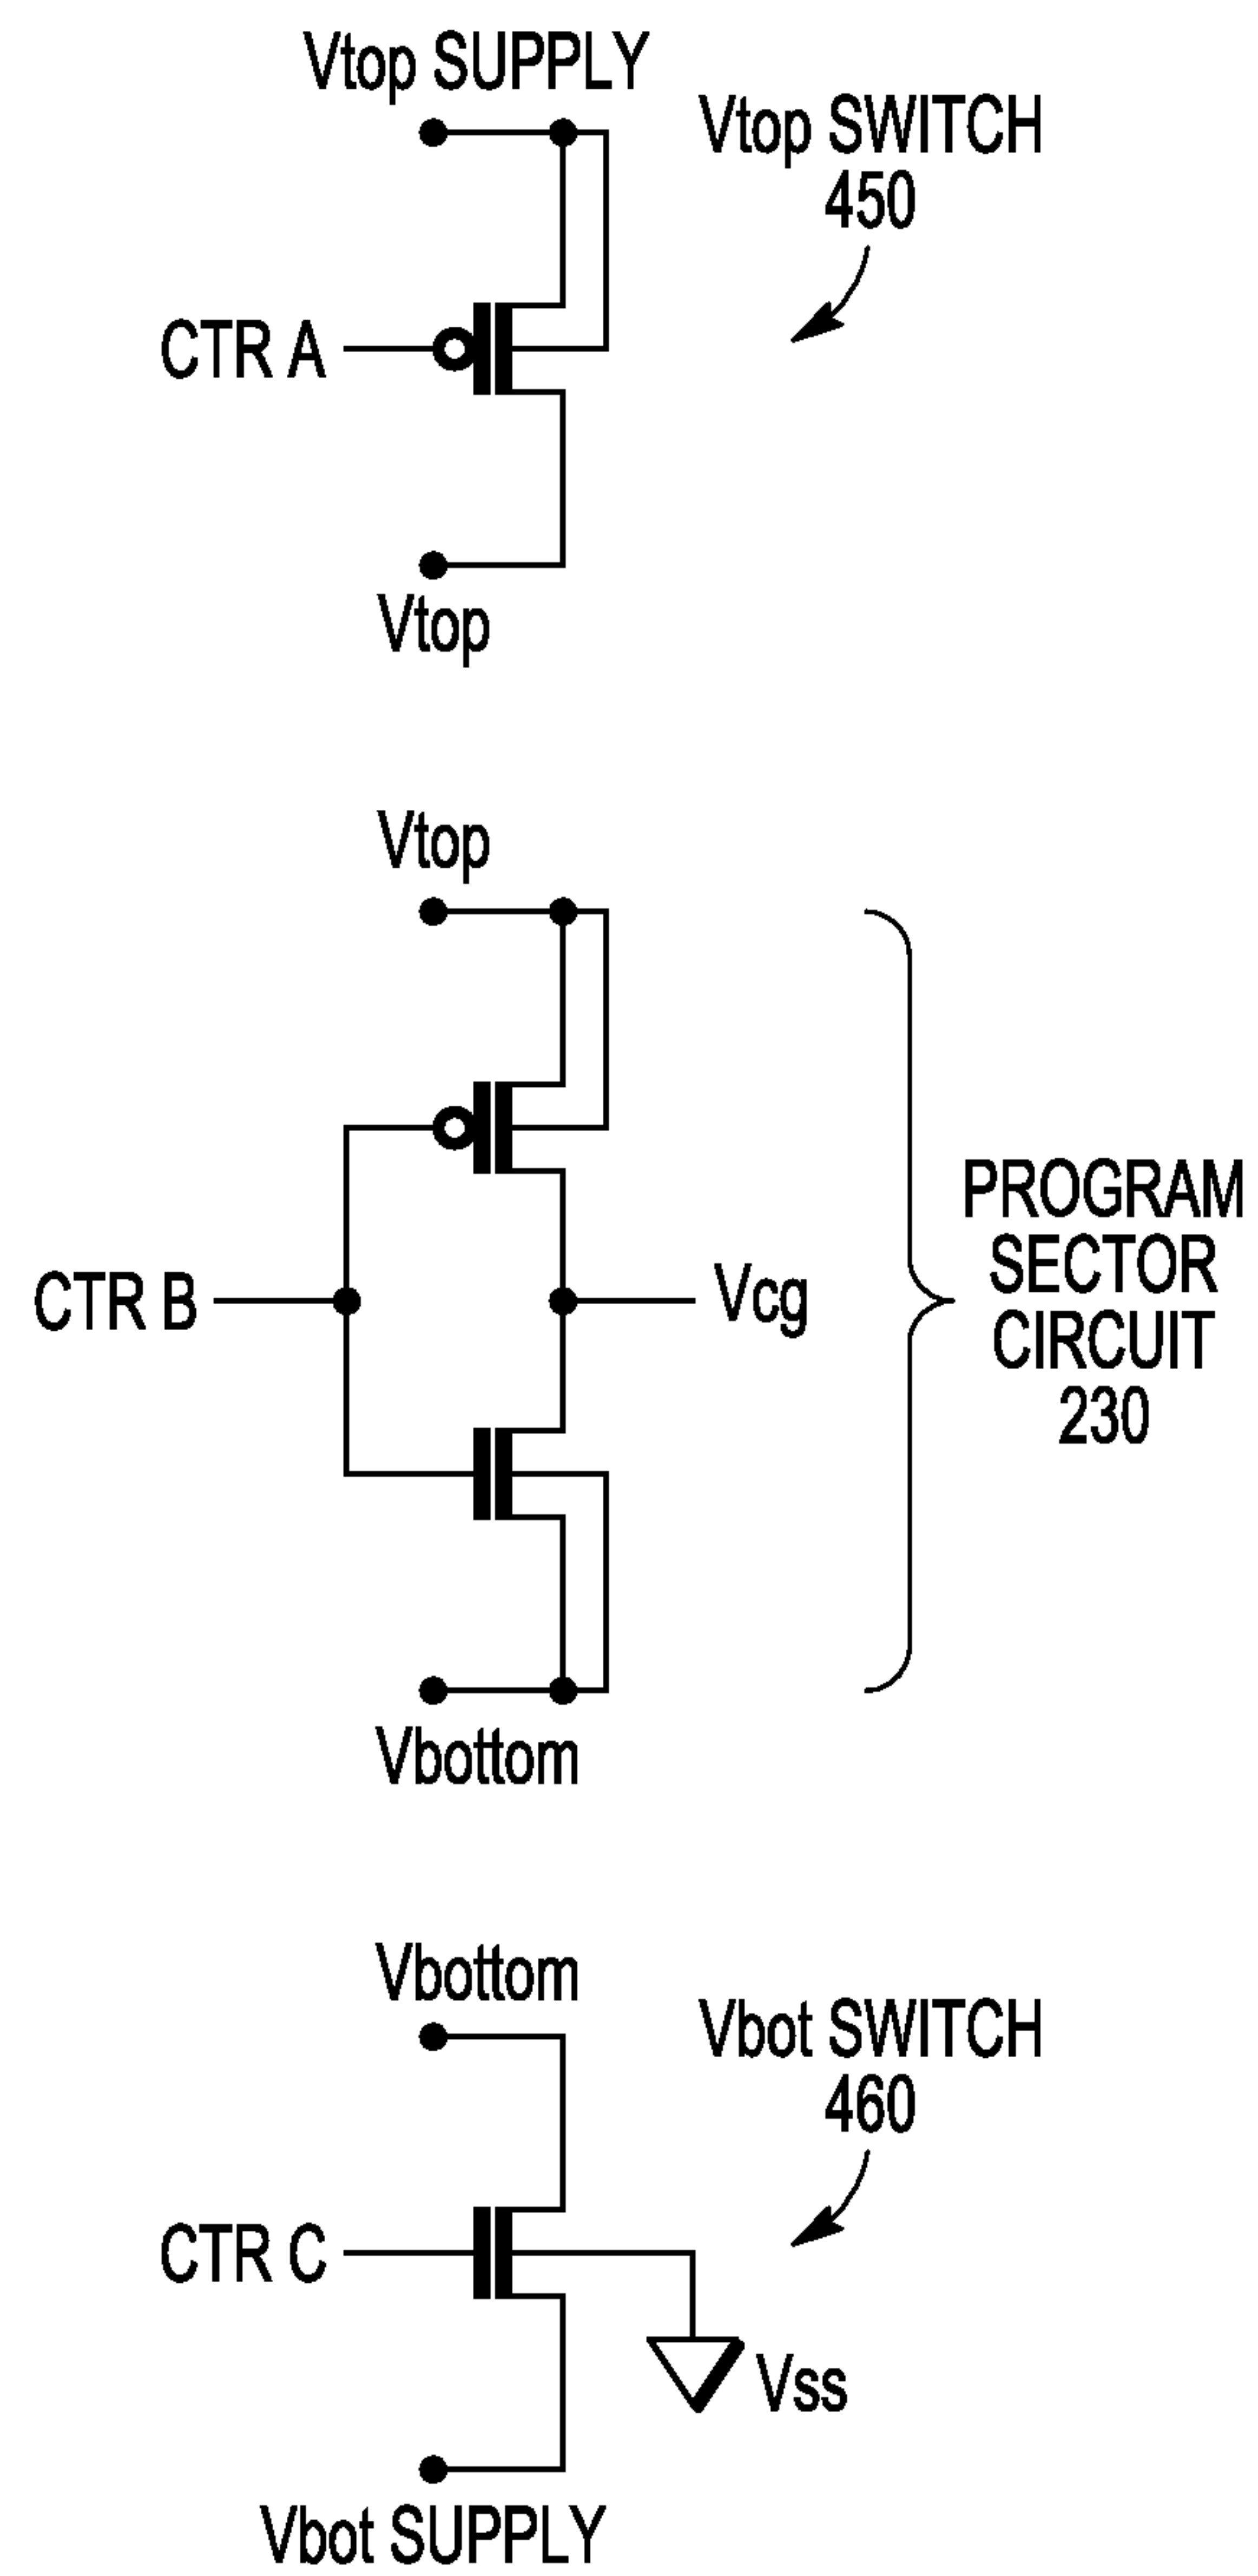 Vtop SUPPLY
Vtop SWITCH
450
CTR A
Vtop
Vtop
PROGRAM
SECTOR
CIRCUIT
230
CTR B
Vcg
Vbottom
Vbottom
Vbot SWITCH
460
CTR C
Vss
Vbot SUPPLY